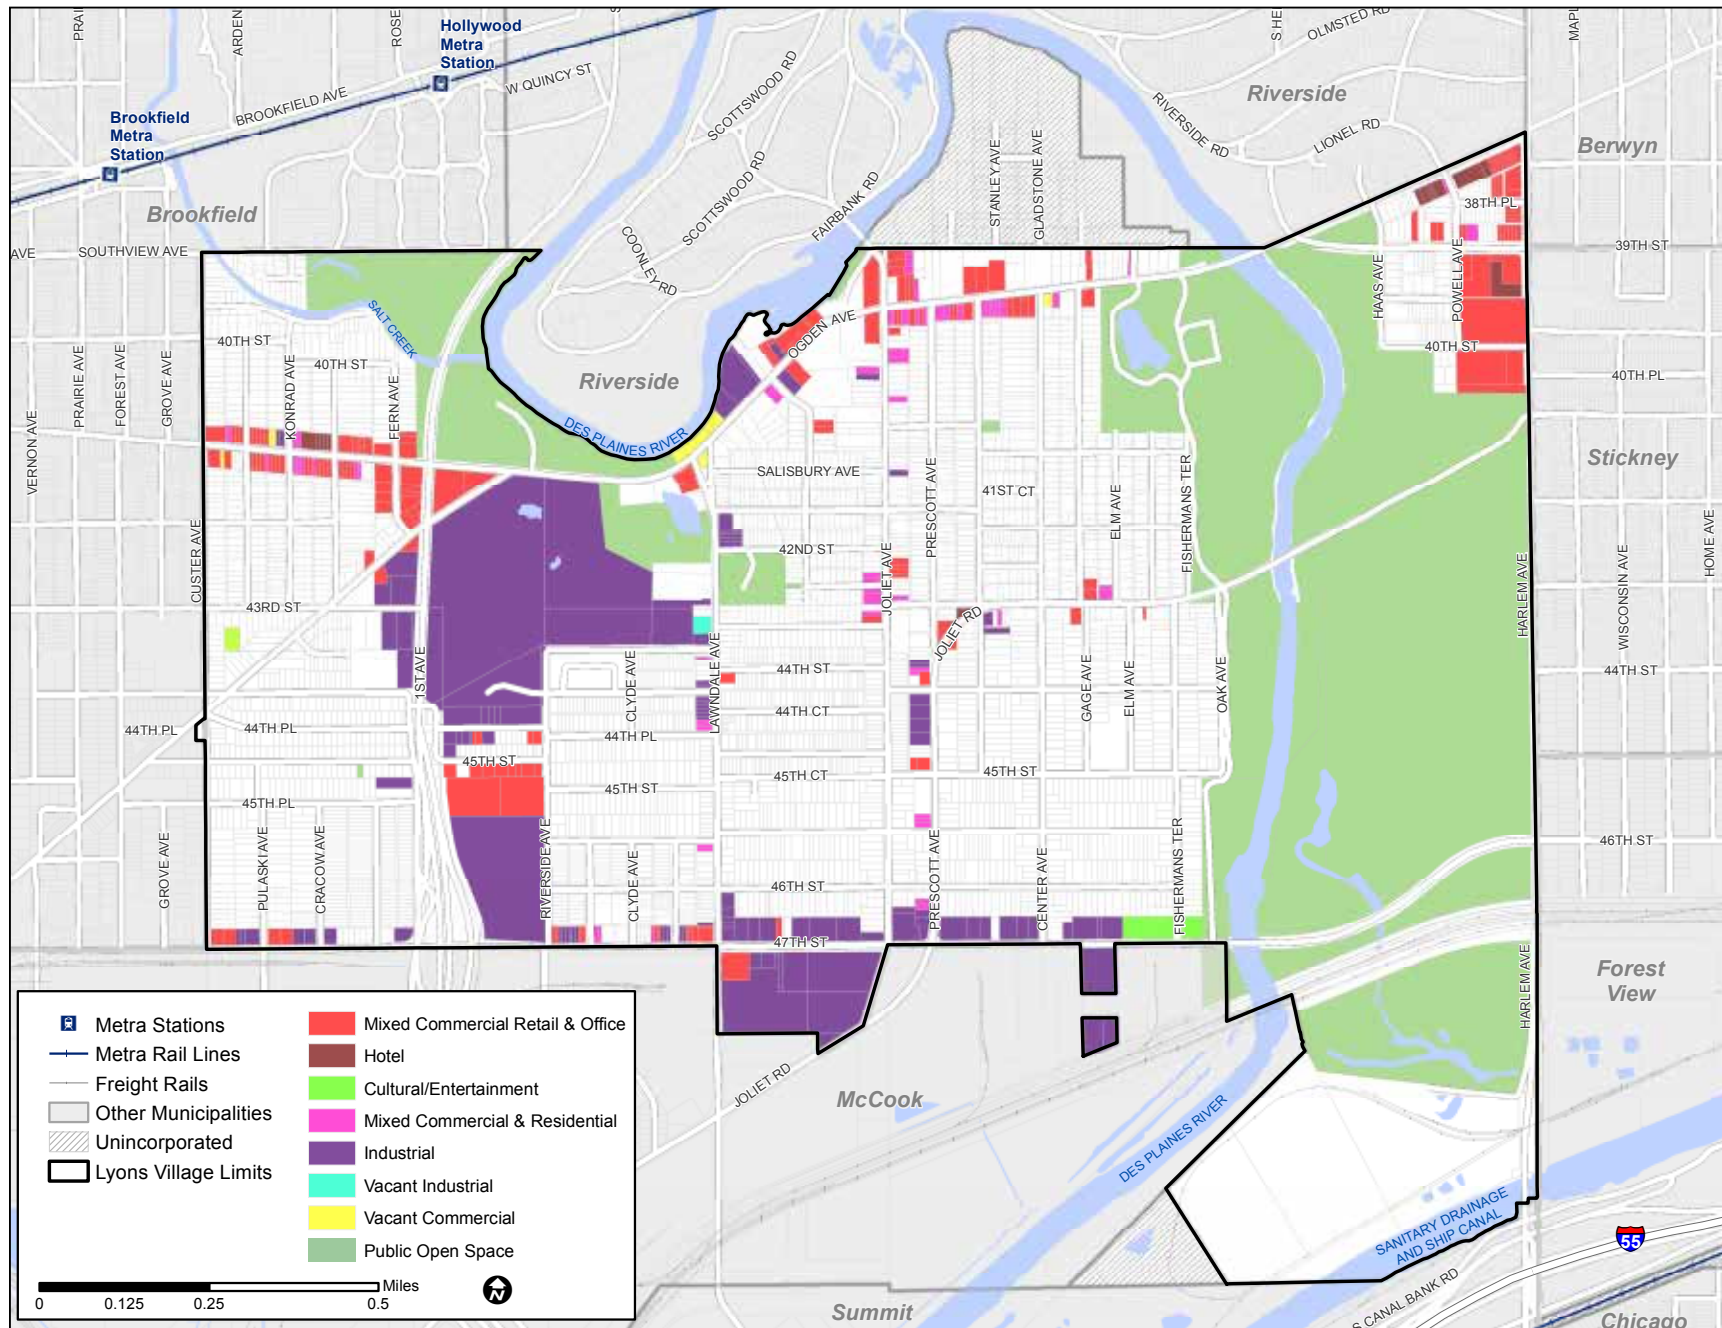 PRAI
ARDEN
ROSE
S
Hollywood
Metra
Station
SHE
OLMSTED RD
MAPL
W QUINCY ST
BROOKFIELD AVE
SCOTTSWOOD RD
Riverside
RIVERSIDE RD
LIONEL RD
Brookfield
Metra
Station
Berwyn
STANLEY AVE
GLADSTONE AVE
SCOTTSWOOD RD
FAIRBANK RD
Brookfield
38TH PL
AVE
SOUTHVIEW AVE
COONLEY RD
39TH ST
HAAS AVE
POWELL AVE
SALT CREEK
40TH ST
40TH ST
OGDEN AVE
40TH ST
Riverside
40TH PL
VERNON AVE
PRAIRIE AVE
FOREST AVE
GROVE AVE
KONRAD AVE
FERN AVE
DES PLAINES RIVER
Stickney
SALISBURY AVE
PRESCOTT AVE
41ST CT
ELM AVE
FISHERMANS TER
CUSTER AVE
42ND ST
JOLIET AVE
HARLEM AVE
WISCONSIN AVE
HOME AVE
43RD ST
JOLIET RD
1ST AVE
CLYDE AVE
LAWNDALE AVE
44TH ST
GAGE AVE
ELM AVE
OAK AVE
44TH ST
44TH CT
44TH PL
44TH PL
44TH PL
45TH ST
45TH CT
45TH ST
45TH ST
45TH PL
GROVE AVE
PULASKI AVE
CRACOW AVE
RIVERSIDE AVE
CLYDE AVE
PRESCOTT AVE
CENTER AVE
FISHERMANS TER
46TH ST
46TH ST
47TH ST
HARLEM AVE
Forest
View
Metra Stations
Metra Rail Lines
Freight Rails
Other Municipalities
Unincorporated
Lyons Village Limits
Mixed Commercial Retail & Office
Hotel
Cultural/Entertainment
Mixed Commercial & Residential
Industrial
Vacant Industrial
Vacant Commercial
Public Open Space
Miles
0 0.125 0.25 0.5
N
JOLIET RD
McCook
DES PLAINES RIVER
SANITARY DRAINAGE
AND SHIP CANAL
55
S CANAL BANK RD
Summit
Chicago